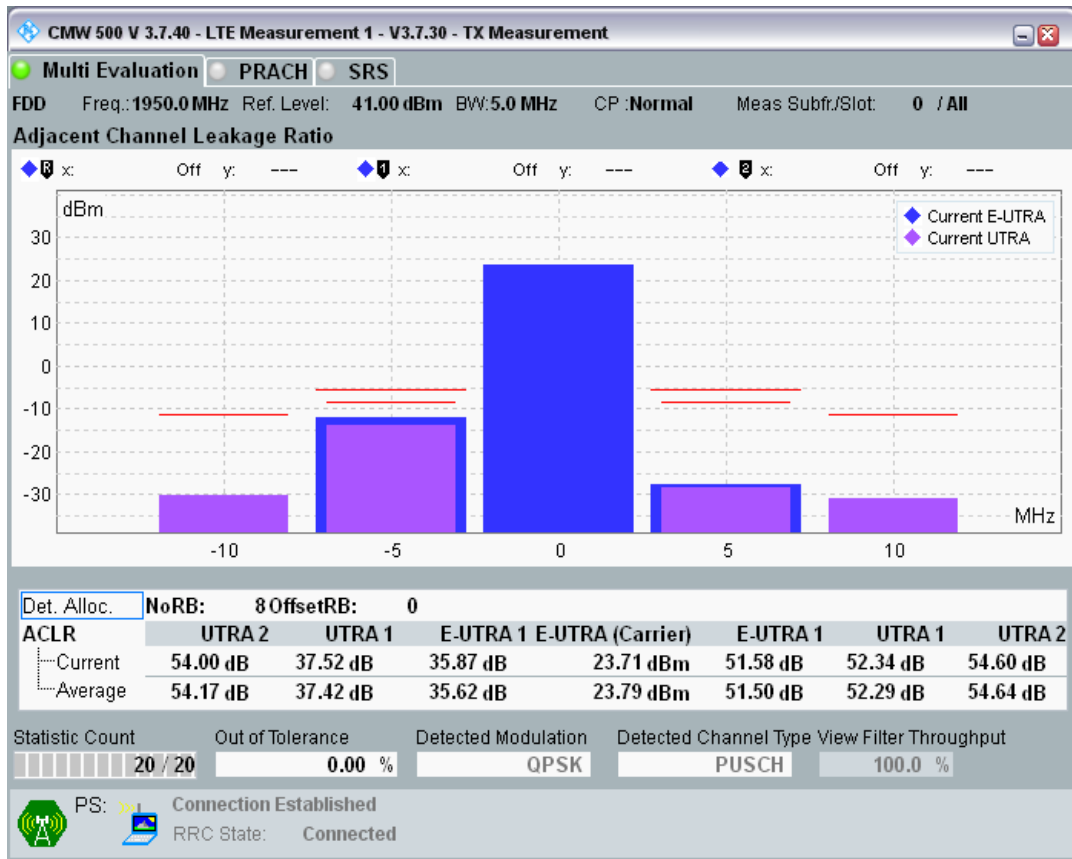 CMW 500 V 3.7.40 - LTE Measurement 1 - V3.7.30 - TX Measurement
Multi Evaluation PRACH SRS
FDD Freq.: 1950.0 MHz Ref. Level: 41.00 dBm BW: 5.0 MHz CP : Normal Meas Subfr./Slot: 0 / All
Adjacent Channel Leakage Ratio
R x: Off y: --- 1 x: Off y: --- 2 x: Off y: ---
dBm
Current E-UTRA
Current UTRA
30
20
10
0
-10
-20
-30
MHz
-10 -5 0 5 10
Det. Alloc. NoRB: 8 OffsetRB: 0
ACLR UTRA 2 UTRA 1 E-UTRA 1 E-UTRA (Carrier) E-UTRA 1 UTRA 1 UTRA 2
Current 54.00 dB 37.52 dB 35.87 dB 23.71 dBm 51.58 dB 52.34 dB 54.60 dB
Average 54.17 dB 37.42 dB 35.62 dB 23.79 dBm 51.50 dB 52.29 dB 54.64 dB
Statistic Count Out of Tolerance Detected Modulation Detected Channel Type View Filter Throughput
20 / 20 0.00 % QPSK PUSCH 100.0 %
PS: Connection Established
RRC State: Connected